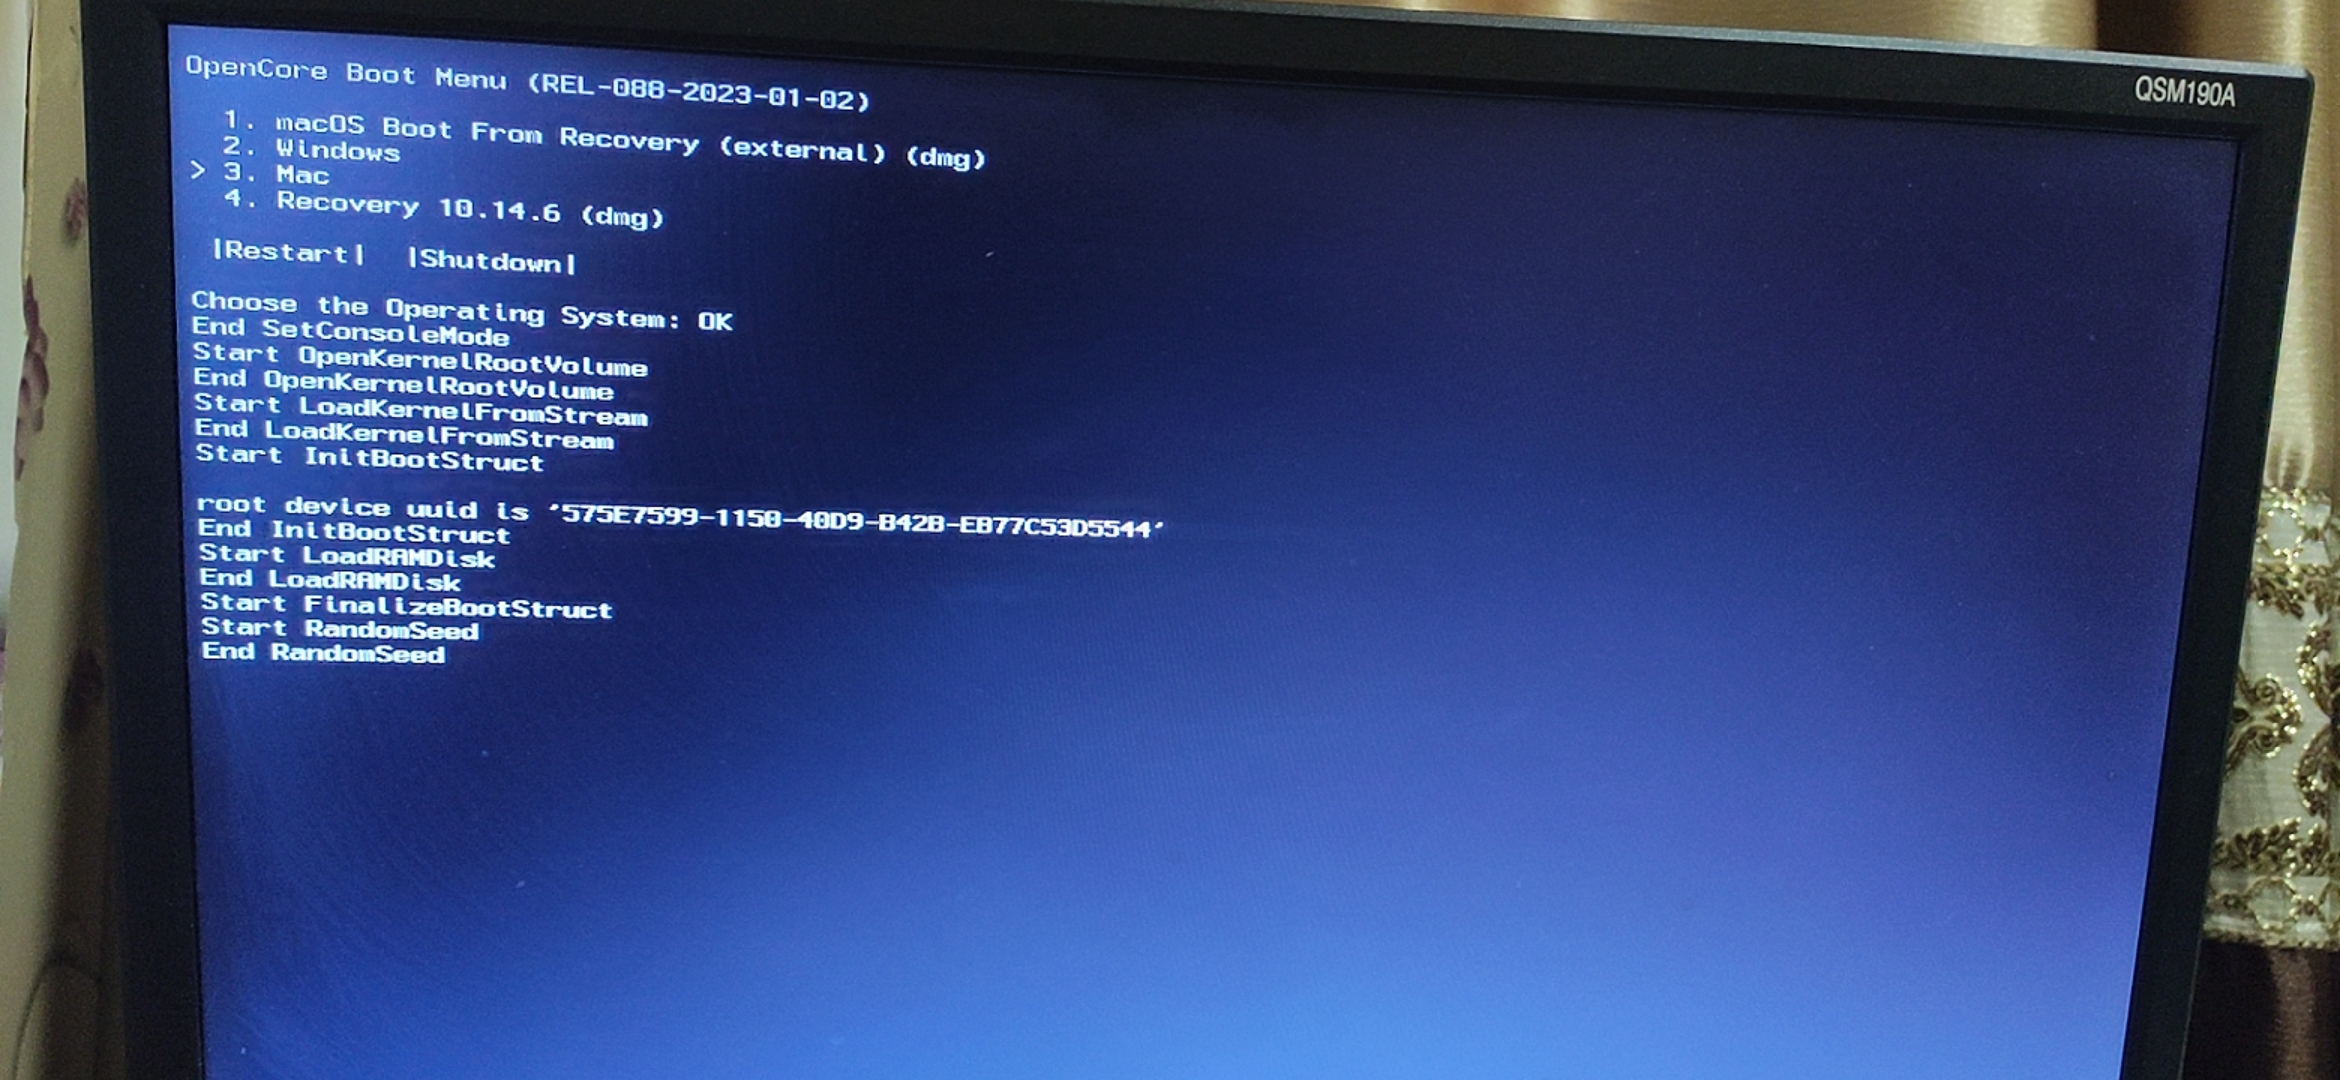 QSM190A
OpenCore Boot Menu (REL-088-2023-01-02)
1. macOS Boot From Recovery (external) (dmg)
2. Windows
> 3. Mac
4. Recovery 10.14.6 (dmg)
|Restart| |Shutdown|
Choose the Operating System: OK
End SetConsoleMode
Start OpenKernelRootVolume
End OpenKernelRootVolume
Start LoadKernelFromStream
End LoadKernelFromStream
Start InitBootStruct
root device uuid is '575E7599-1150-40D9-B42B-EB77C53D5544'
End InitBootStruct
Start LoadRAMDisk
End LoadRAMDisk
Start FinalizeBootStruct
Start RandomSeed
End RandomSeed